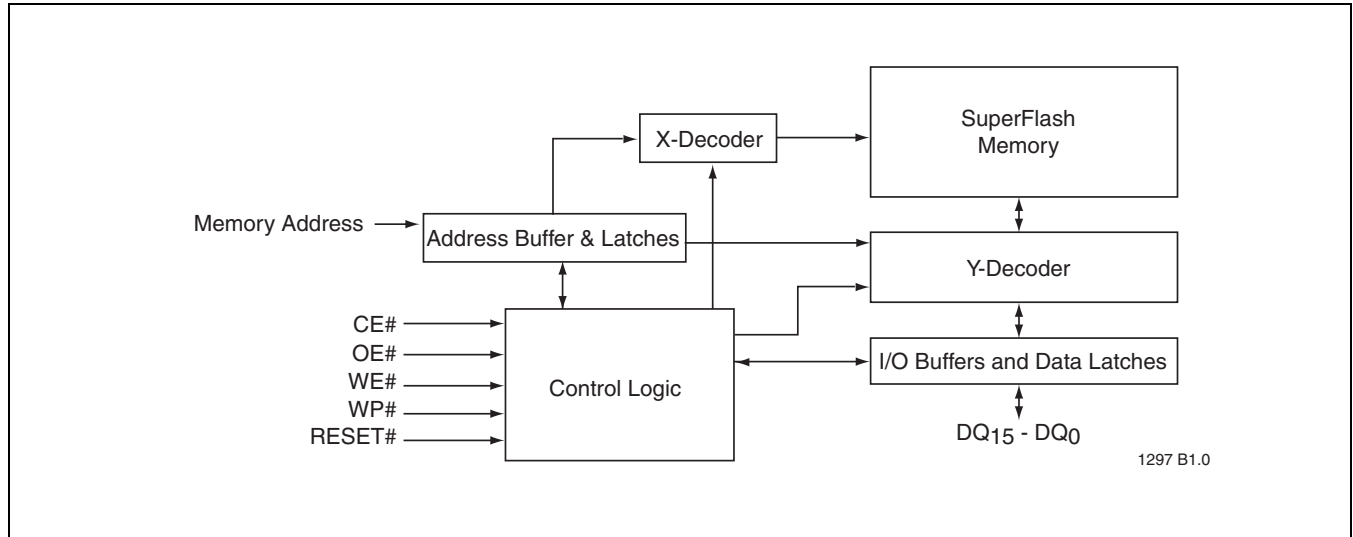 SuperFlash
Memory
X-Decoder
Memory Address
Address Buffer & Latches
Y-Decoder
CE#
OE#
WE#
WP#
RESET#
Control Logic
I/O Buffers and Data Latches
DQ15 - DQ0
1297 B1.0